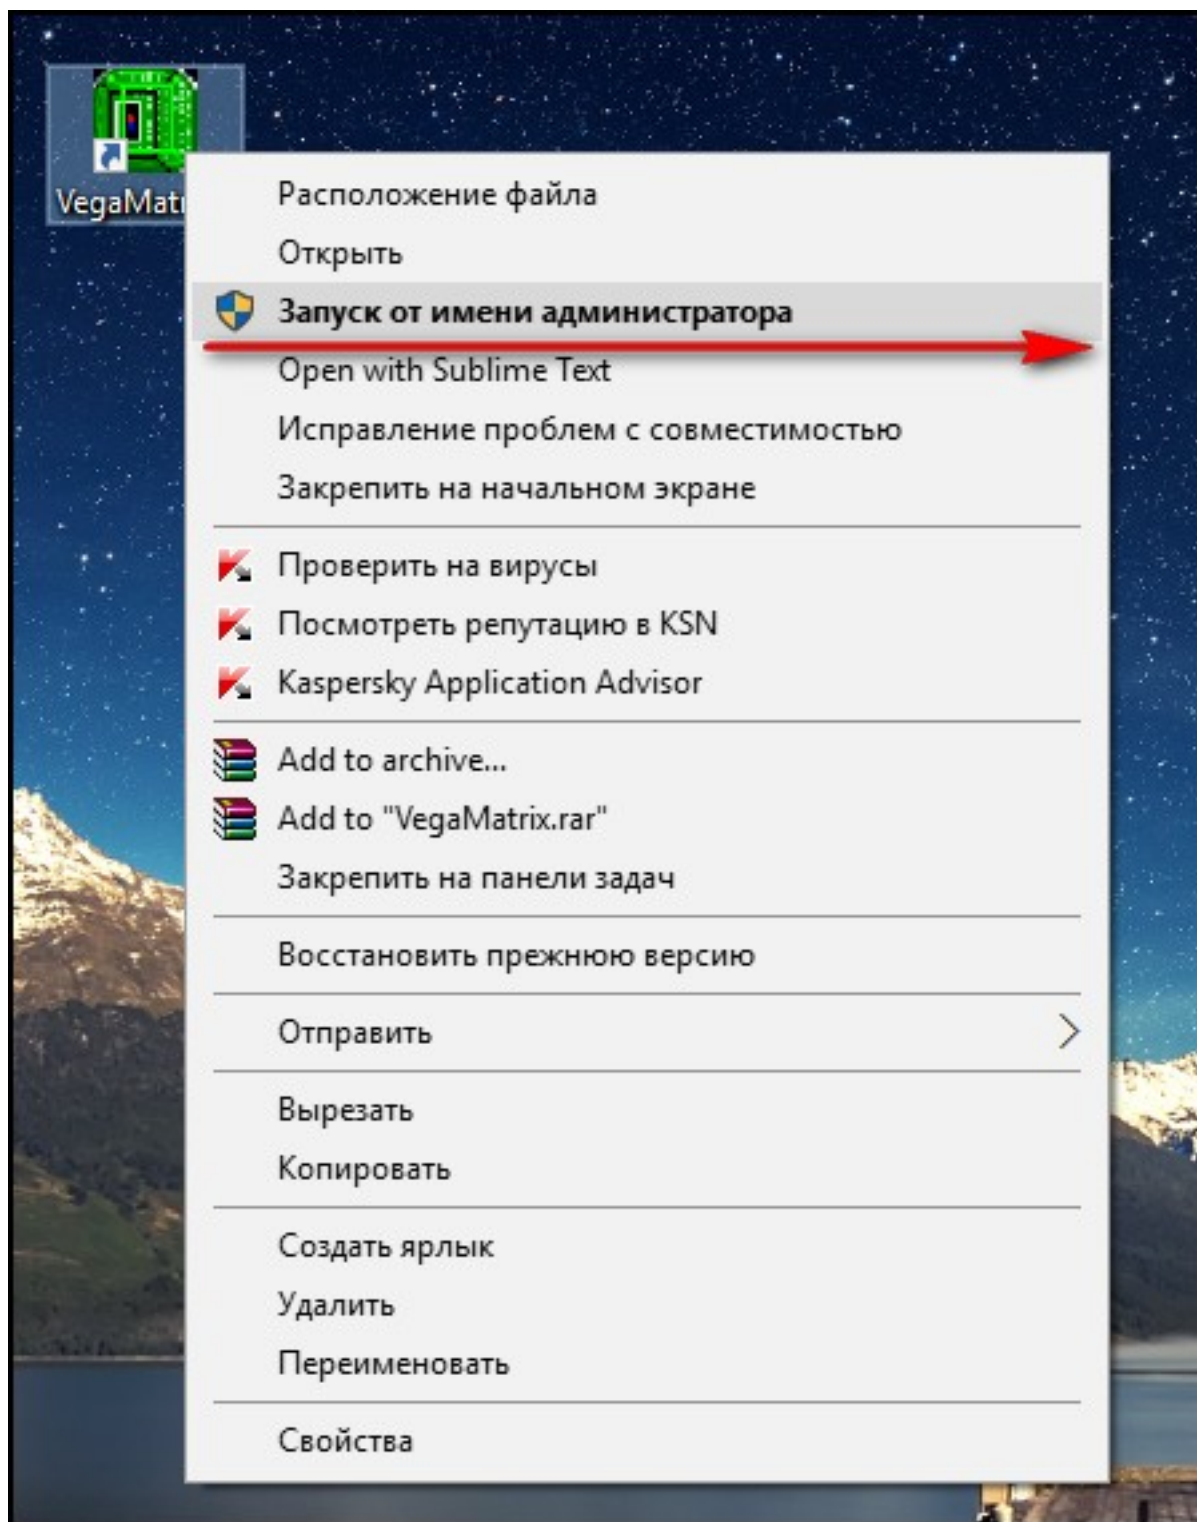 VegaMat
Расположение файла
Открыть
Запуск от имени администратора
Open with Sublime Text
Исправление проблем с совместимостью
Закрепить на начальном экране
Проверить на вирусы
Посмотреть репутацию в KSN
Kaspersky Application Advisor
Add to archive...
Add to "VegaMatrix.rar"
Закрепить на панели задач
Восстановить прежнюю версию
Отправить
Вырезать
Копировать
Создать ярлык
Удалить
Переименовать
Свойства